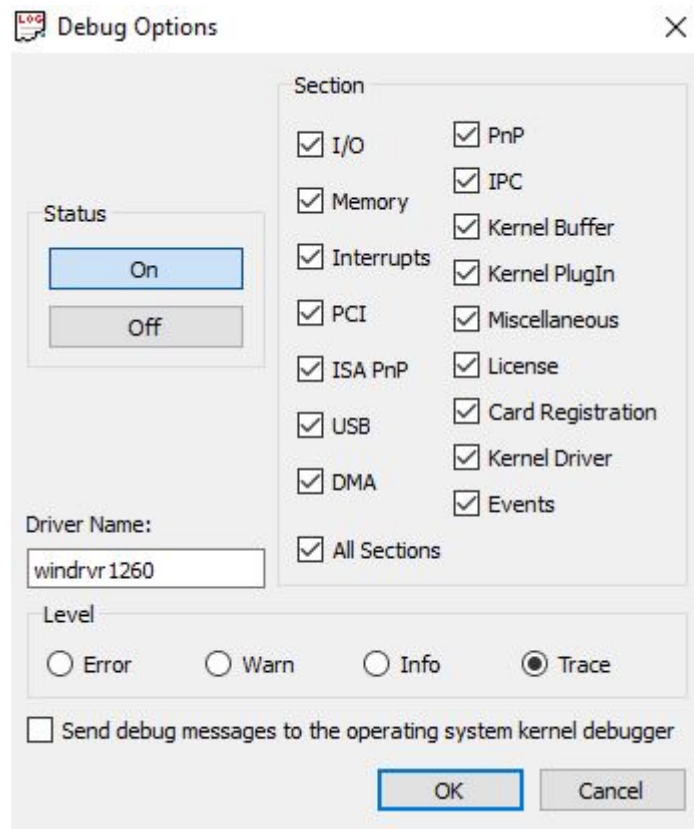 LOG
Debug Options
Section
I/O
Memory
Interrupts
PCI
ISA PnP
USB
DMA
All Sections
PnP
IPC
Kernel Buffer
Kernel PlugIn
Miscellaneous
License
Card Registration
Kernel Driver
Events
Status
On
Off
Driver Name:
windrvr1260
Level
Error
Warn
Info
Trace
Send debug messages to the operating system kernel debugger
OK
Cancel